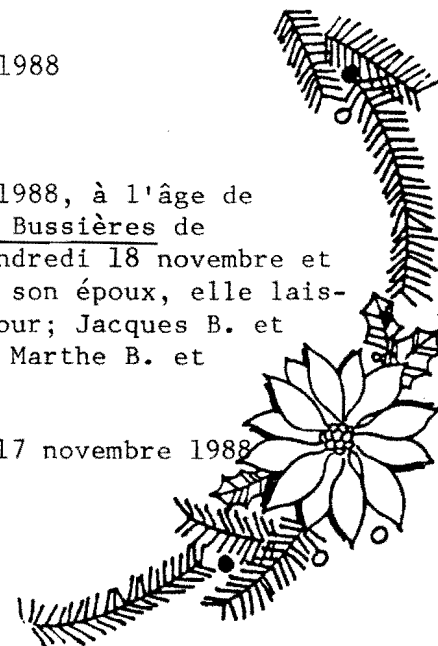 1988
1988, à l'âge de
Bussières de
ndredi 18 novembre et
son époux, elle lais-
our; Jacques B. et
Marthe B. et
17 novembre 1988